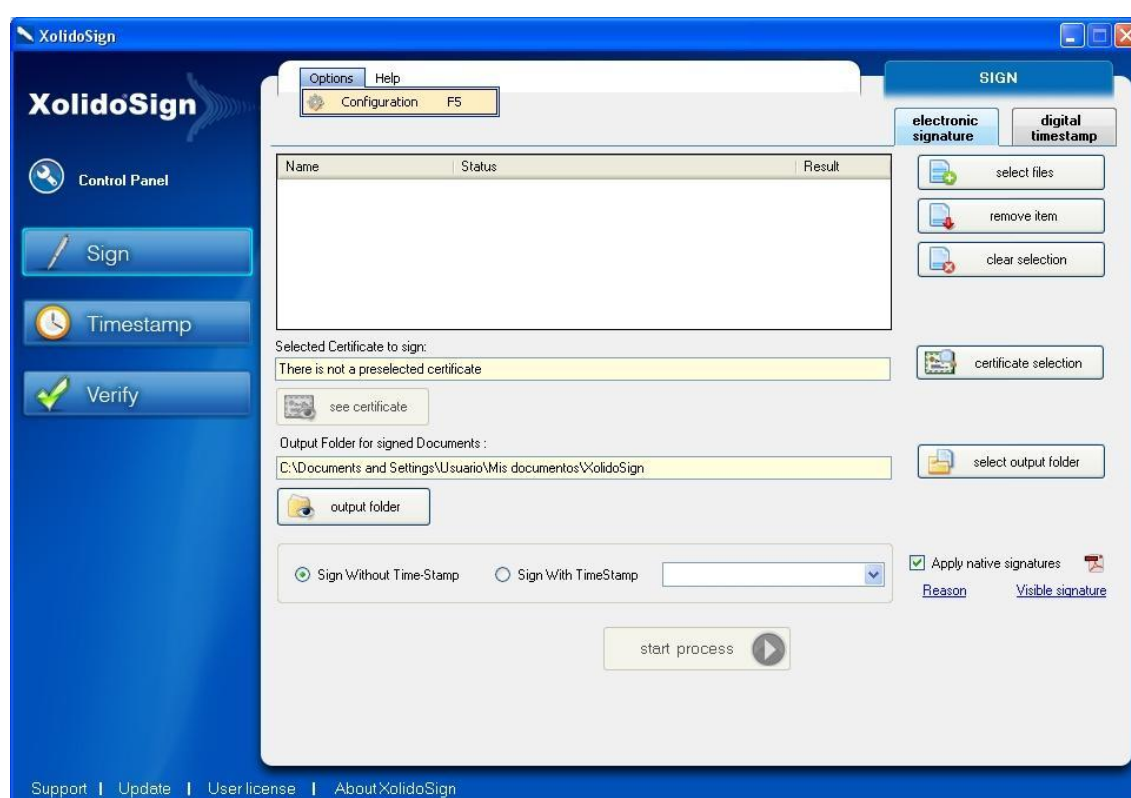 XolidoSign
XolidoSign
Control Panel
Sign
Timestamp
Verify
Options Help
Configuration F5
SIGN
electronic signature
digital timestamp
Name Status Result
select files
remove item
clear selection
Selected Certificate to sign:
There is not a preselected certificate
certificate selection
see certificate
Output Folder for signed Documents :
C:\Documents and Settings\Usuario\Mis documentos\XolidoSign
select output folder
output folder
Sign Without Time-Stamp Sign With TimeStamp
Apply native signatures
Reason Visible signature
start process
Support | Update | User license | About XolidoSign